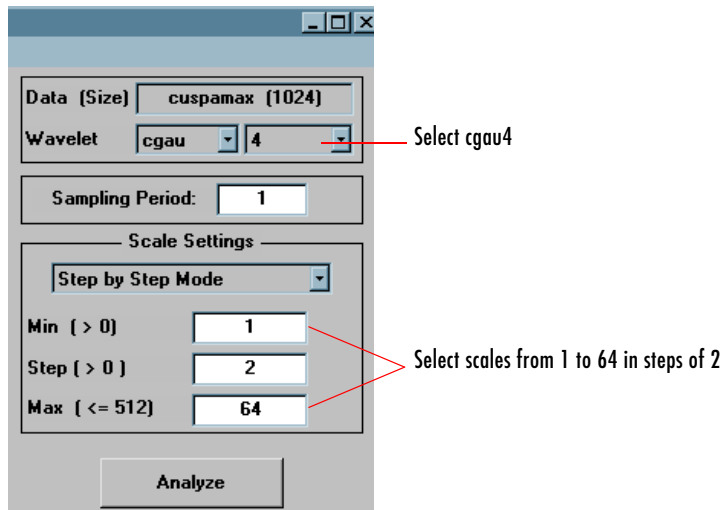 Data (Size) cuspamax (1024)
Wavelet cgau 4
Select cgau4
Sampling Period: 1
Scale Settings
Step by Step Mode
Min ( > 0) 1
Step ( > 0 ) 2
Select scales from 1 to 64 in steps of 2
Max ( <= 512) 64
Analyze